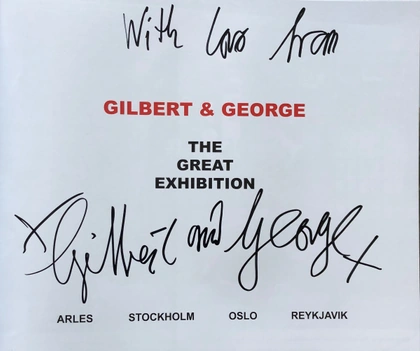 With love from
GILBERT & GEORGE
THE
GREAT
EXHIBITION
x Gilbert and George x
ARLES STOCKHOLM OSLO REYKJAVIK